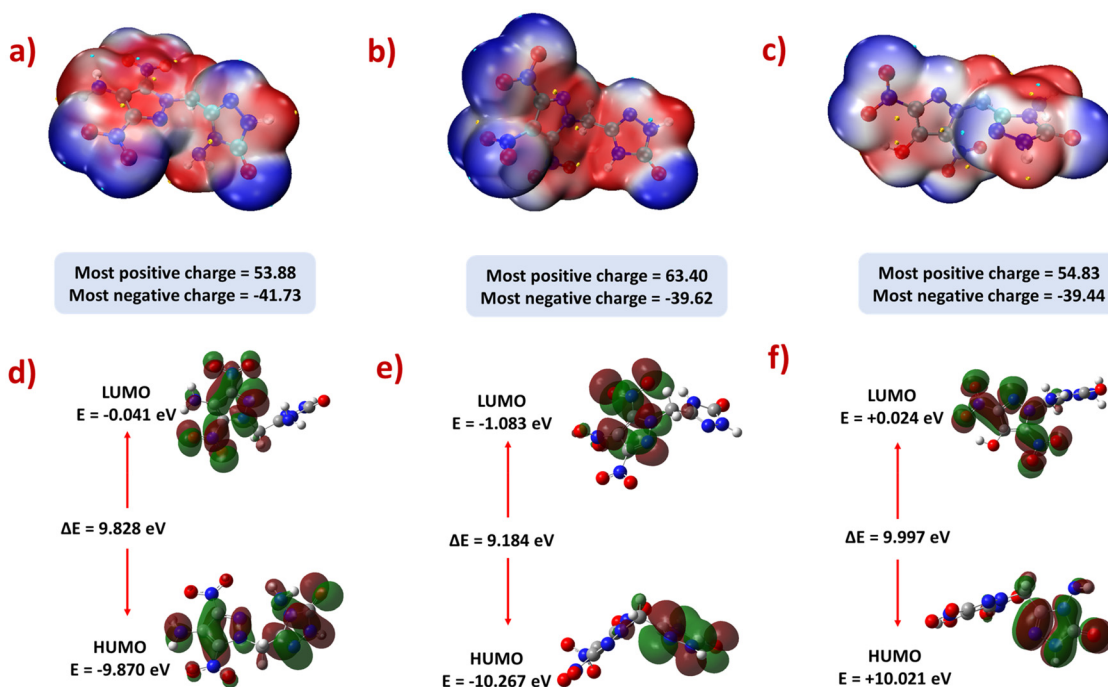 a)
b)
c)
Most positive charge = 53.88
Most negative charge = -41.73
Most positive charge = 63.40
Most negative charge = -39.62
Most positive charge = 54.83
Most negative charge = -39.44
d)
LUMO
E = -0.041 eV
ΔE = 9.828 eV
HUMO
E = -9.870 eV
e)
LUMO
E = -1.083 eV
ΔE = 9.184 eV
HUMO
E = -10.267 eV
f)
LUMO
E = +0.024 eV
ΔE = 9.997 eV
HUMO
E = +10.021 eV